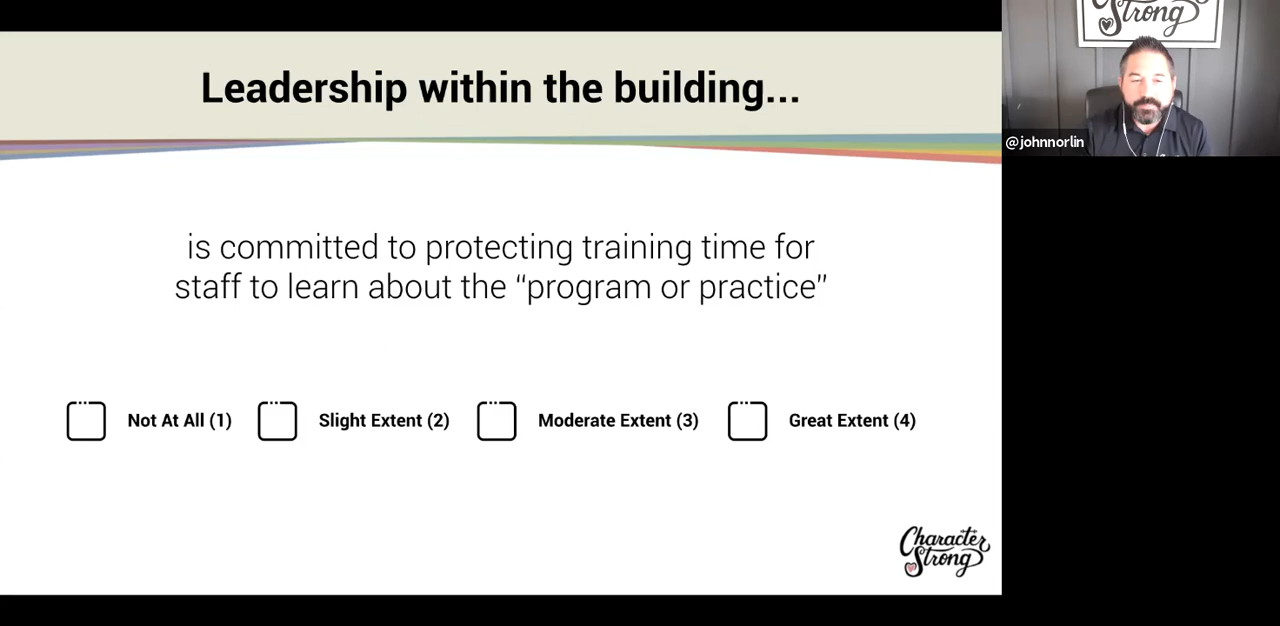 Leadership within the building...
is committed to protecting training time for
staff to learn about the “program or practice”
Not At All (1)
Slight Extent (2)
Moderate Extent (3)
Great Extent (4)
Character
Strong
Strong
@johnnorlin